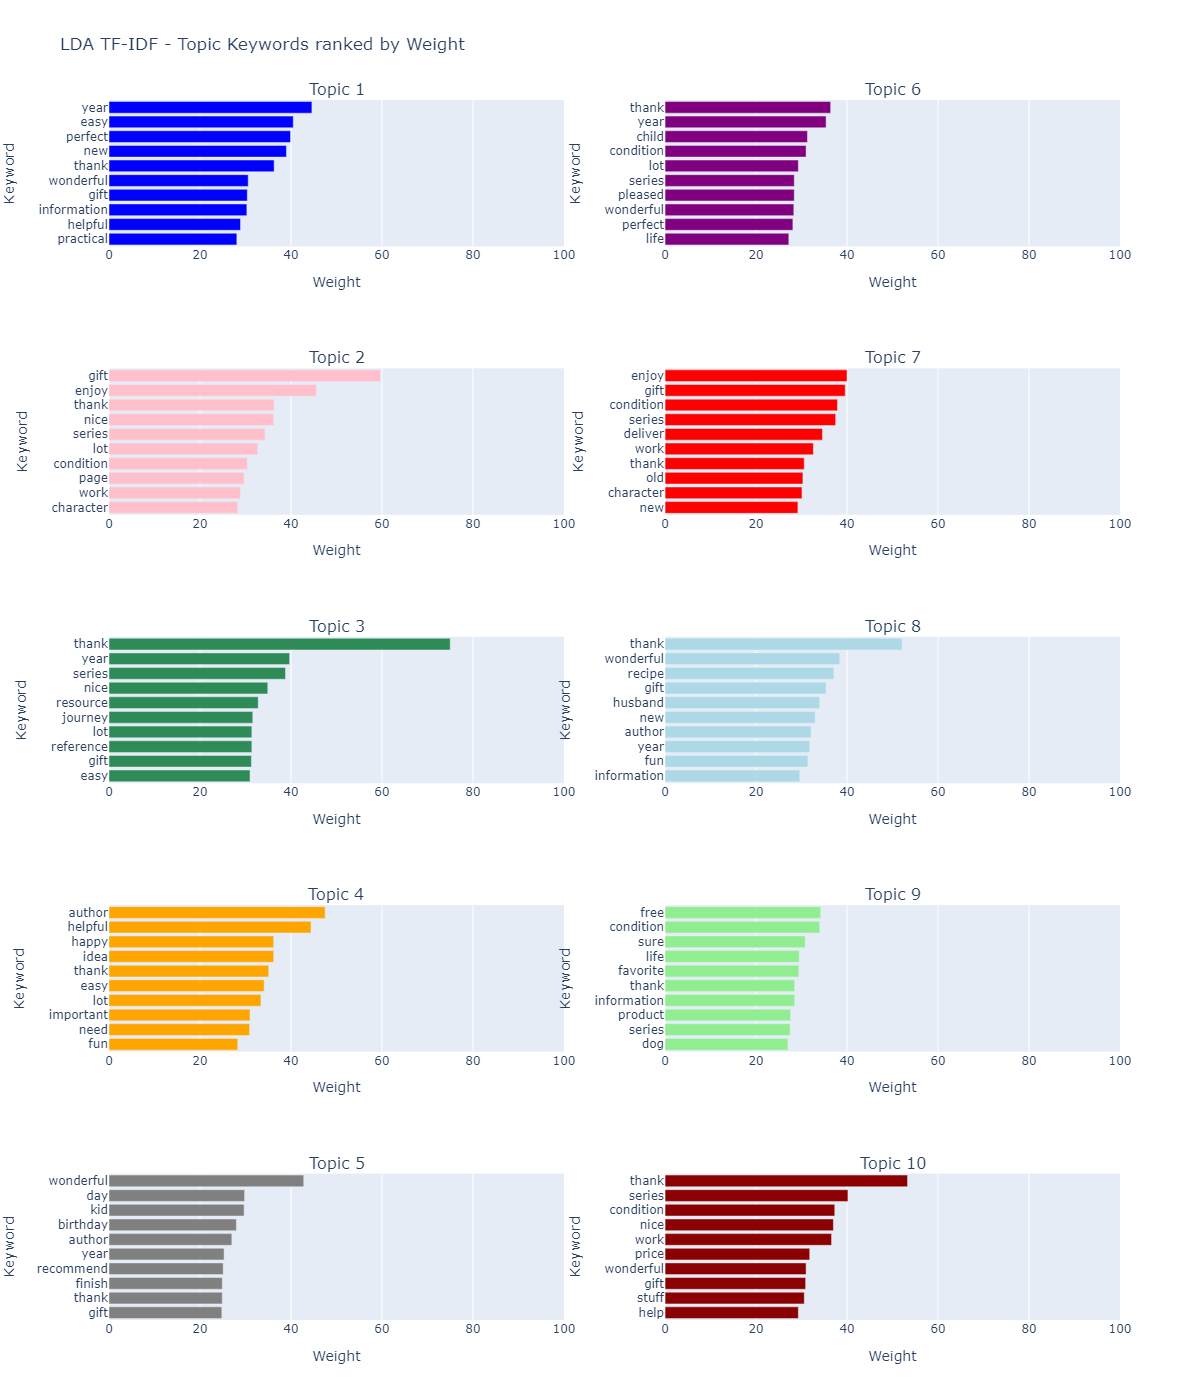 LDA TF-IDF - Topic Keywords ranked by Weight
Topic 1
Keyword
year
easy
perfect
new
thank
wonderful
gift
information
helpful
practical
0 20 40 60 80 100
Weight
Topic 6
Keyword
thank
year
child
condition
lot
series
pleased
wonderful
perfect
life
0 20 40 60 80 100
Weight
Topic 2
Keyword
gift
enjoy
thank
nice
series
lot
condition
page
work
character
0 20 40 60 80 100
Weight
Topic 7
Keyword
enjoy
gift
condition
series
deliver
work
thank
old
character
new
0 20 40 60 80 100
Weight
Topic 3
Keyword
thank
year
series
nice
resource
journey
lot
reference
gift
easy
0 20 40 60 80 100
Weight
Topic 8
Keyword
thank
wonderful
recipe
gift
husband
new
author
year
fun
information
0 20 40 60 80 100
Weight
Topic 4
Keyword
author
helpful
happy
idea
thank
easy
lot
important
need
fun
0 20 40 60 80 100
Weight
Topic 9
Keyword
free
condition
sure
life
favorite
thank
information
product
series
dog
0 20 40 60 80 100
Weight
Topic 5
Keyword
wonderful
day
kid
birthday
author
year
recommend
finish
thank
gift
0 20 40 60 80 100
Weight
Topic 10
Keyword
thank
series
condition
nice
work
price
wonderful
gift
stuff
help
0 20 40 60 80 100
Weight